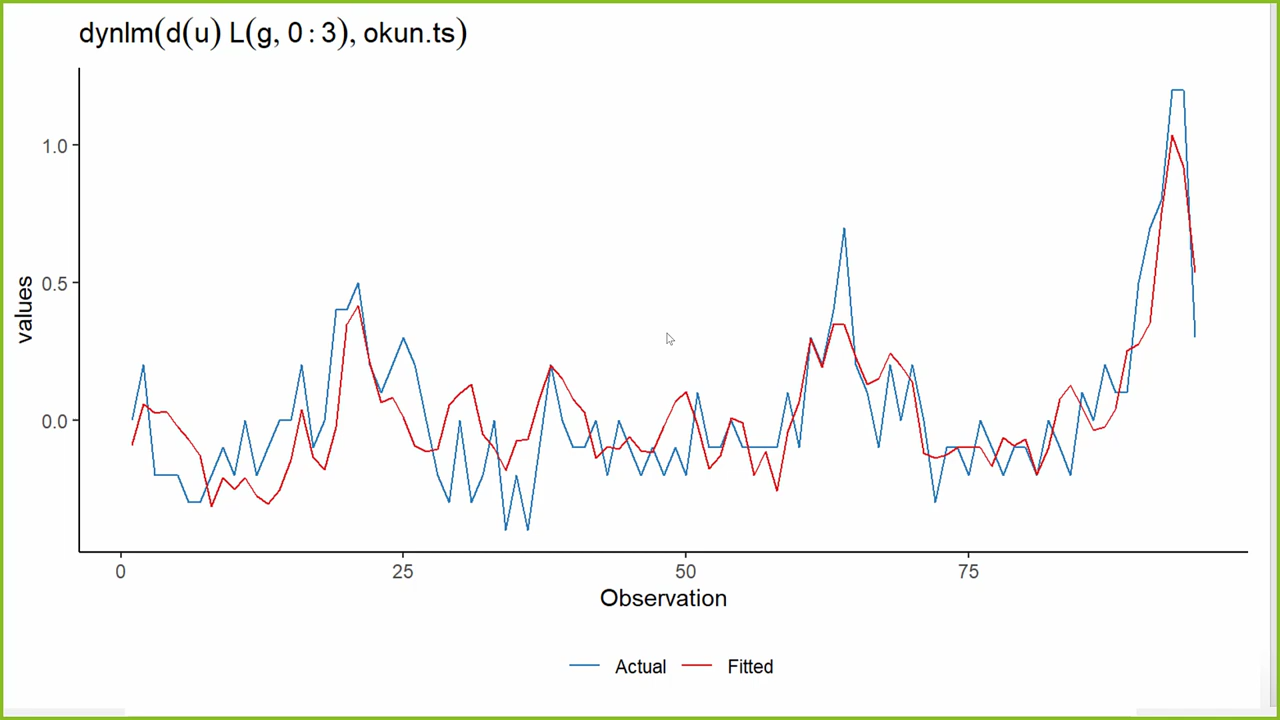 dynlm(d(u) L(g, 0:3), okun.ts)
values
1.0
0.5
0.0
0 25 50 75
Observation
Actual Fitted